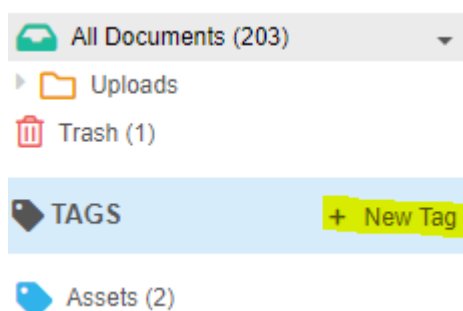 All Documents (203)
Uploads
Trash (1)
TAGS + New Tag
Assets (2)